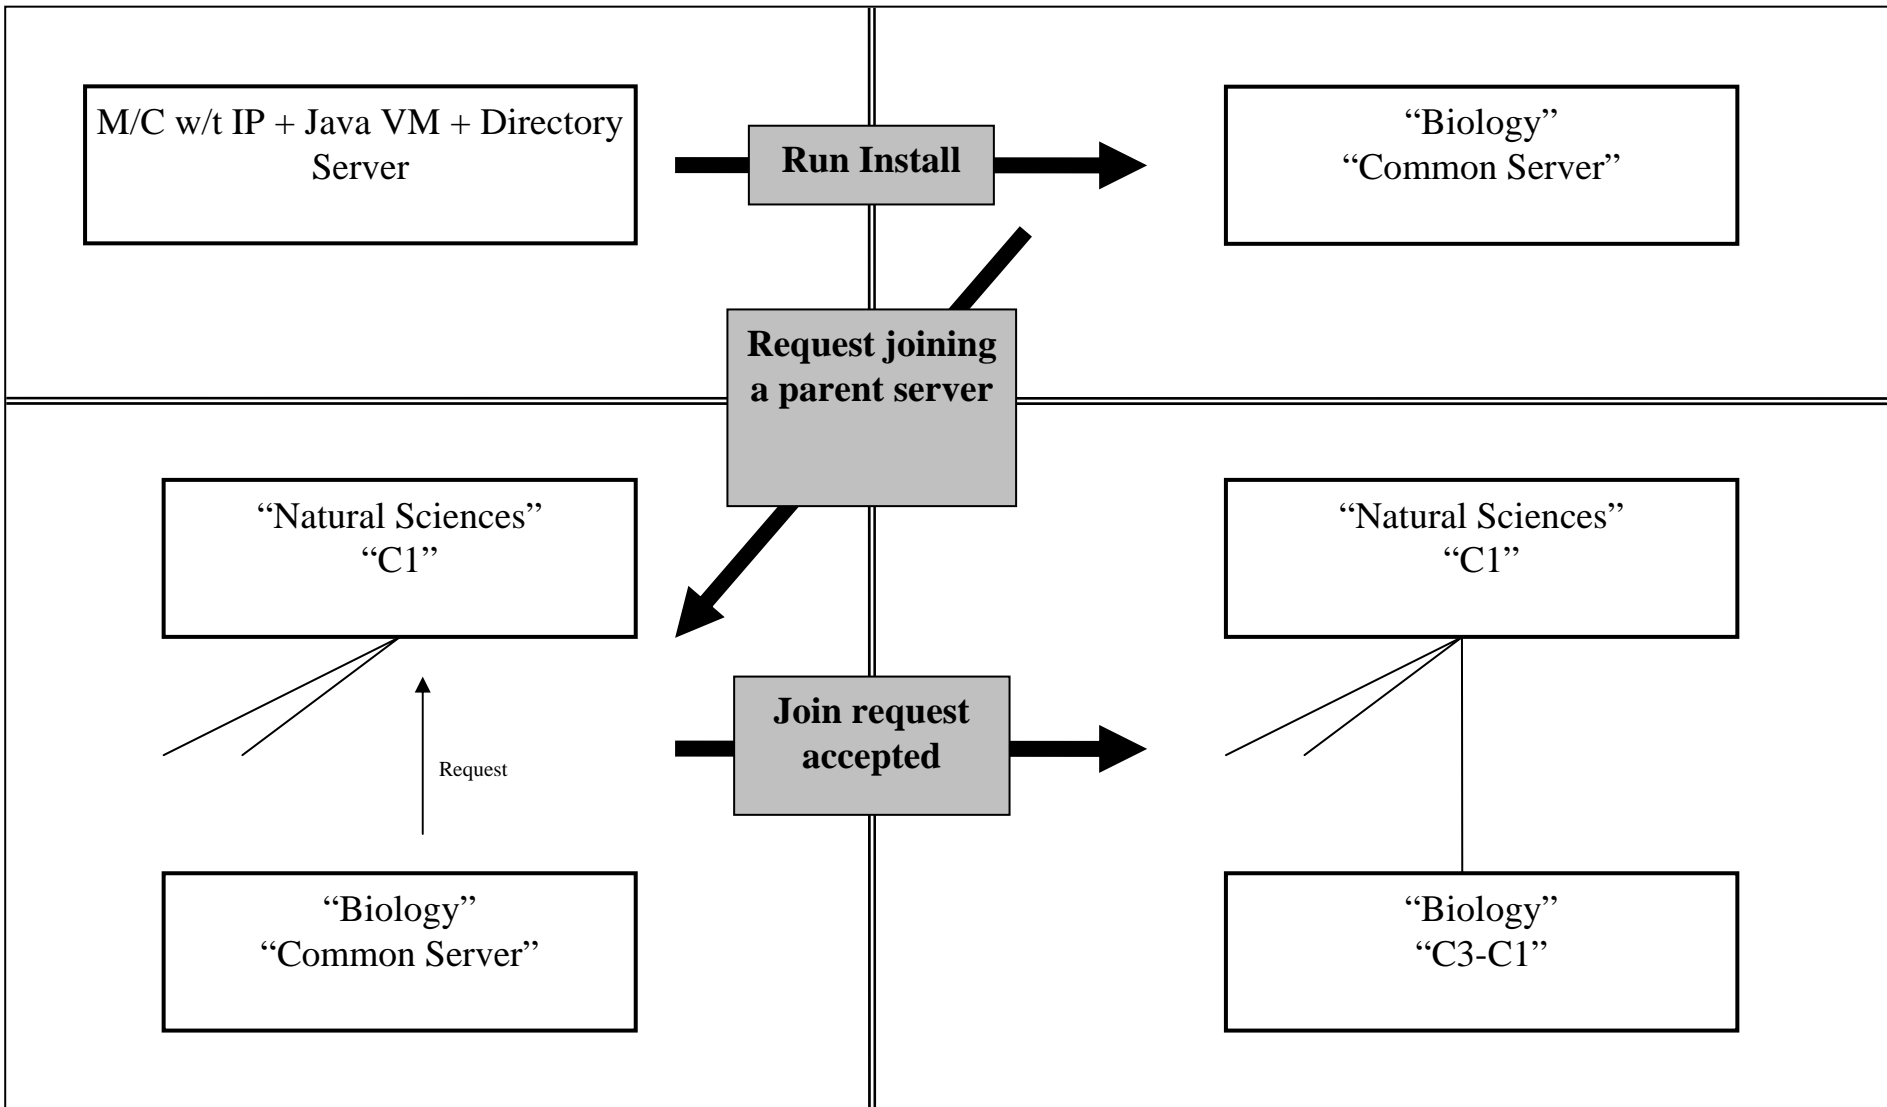 M/C w/t IP + Java VM + Directory
Server
Run Install
“Biology”
“Common Server”
Request joining
a parent server
“Natural Sciences”
“C1”
Request
“Biology”
“Common Server”
Join request
accepted
“Natural Sciences”
“C1”
“Biology”
“C3-C1”